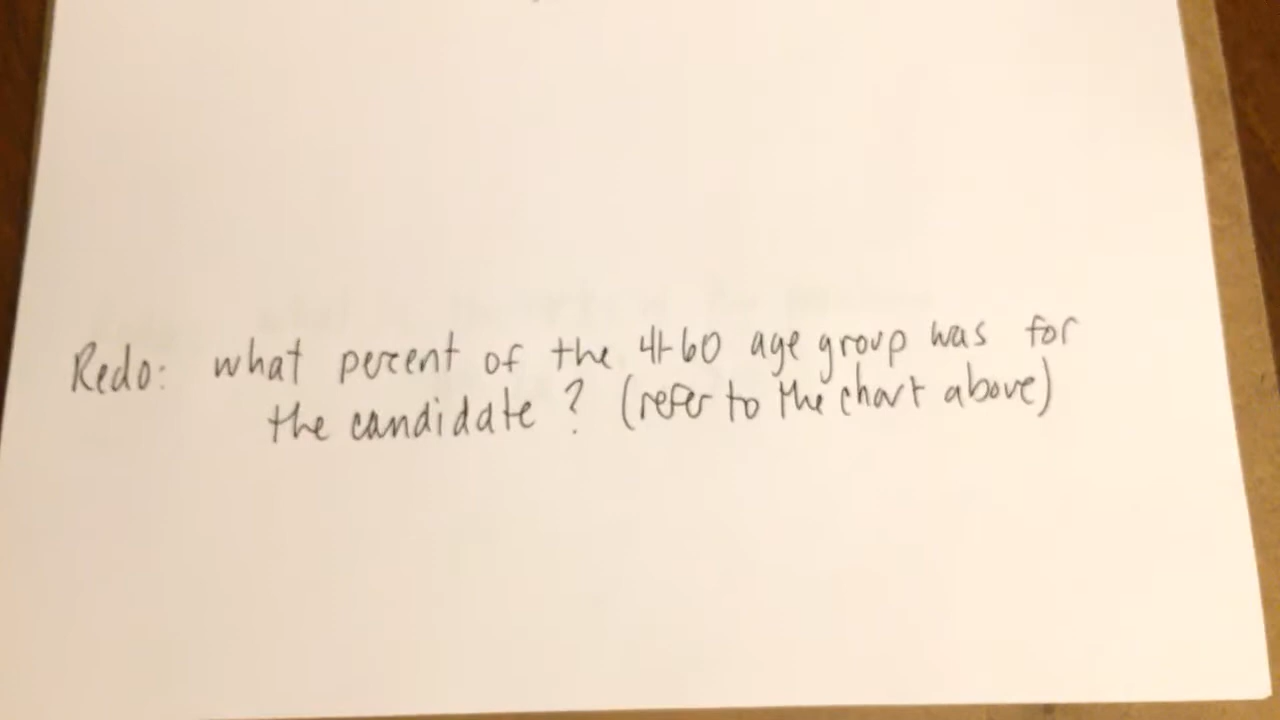 Redo: what percent of the 41-60 age group was for
the candidate? (refer to the chart above)